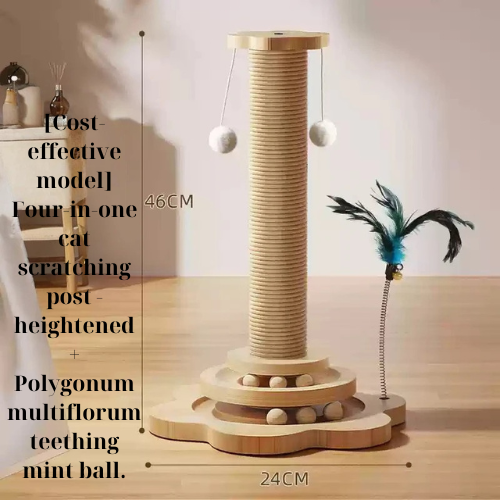 [Cost-
effective
model]
Four-in-one
cat
scratching
post -
heightened
+
Polygonum
multiflorum
teething
mint ball.
46CM
24CM